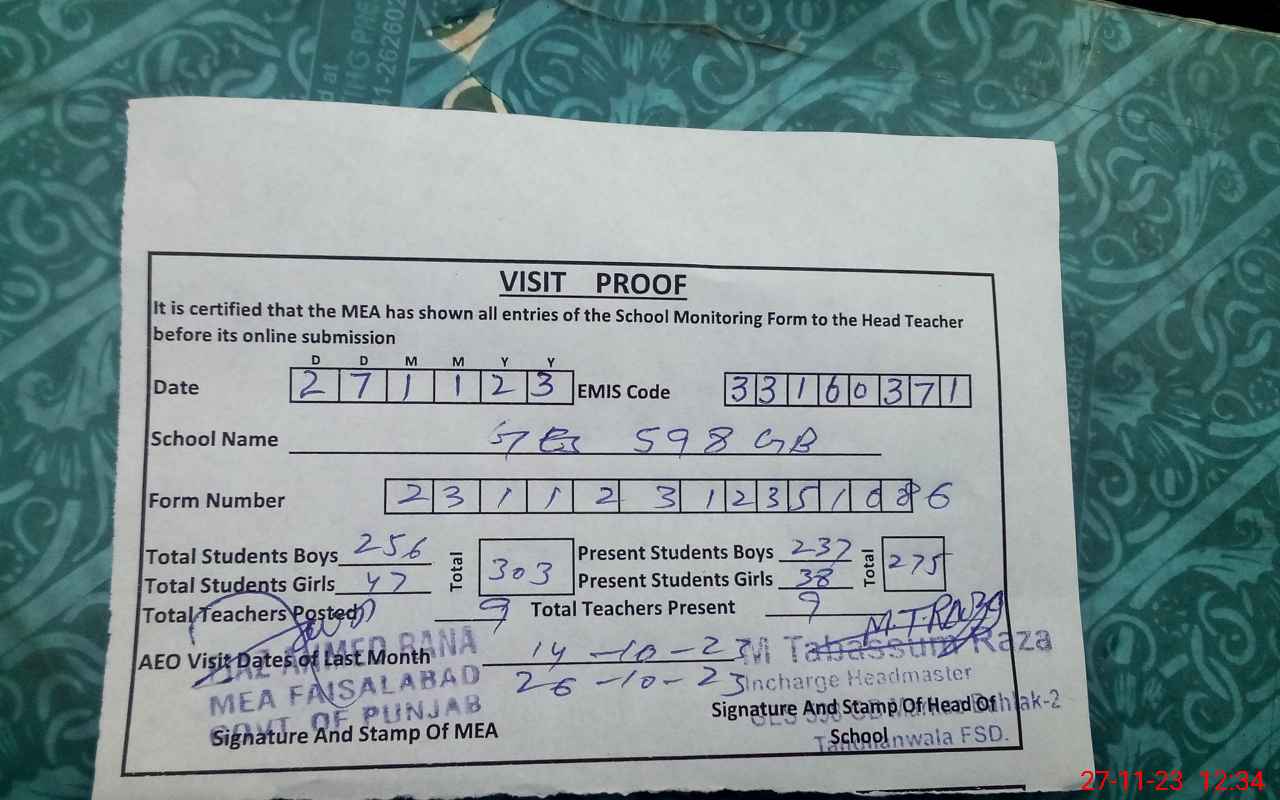 VISIT PROOF
It is certified that the MEA has shown all entries of the School Monitoring Form to the Head Teacher
before its online submission
D D M M Y Y
Date 2 7 1 1 2 3 EMIS Code 3 3 1 6 0 3 7 1
School Name GES 598 GB
Form Number 2 3 1 1 2 3 1 2 3 5 1 0 8 6
Total Students Boys 256 Total 303 Present Students Boys 237 Total 275
Total Students Girls 47 Present Students Girls 38
Total Teachers Posted 9 Total Teachers Present 9
M.T.Raza
AEO Visit Dates of Last Month 14-10-23
26-10-23
AHMED RANA
MEA FAISALABAD
GOVT OF PUNJAB
Signature And Stamp Of MEA
M Tabassum Raza
Incharge Headmaster
Signature And Stamp Of Head Of
School
FSD.
27-11-23 12:34